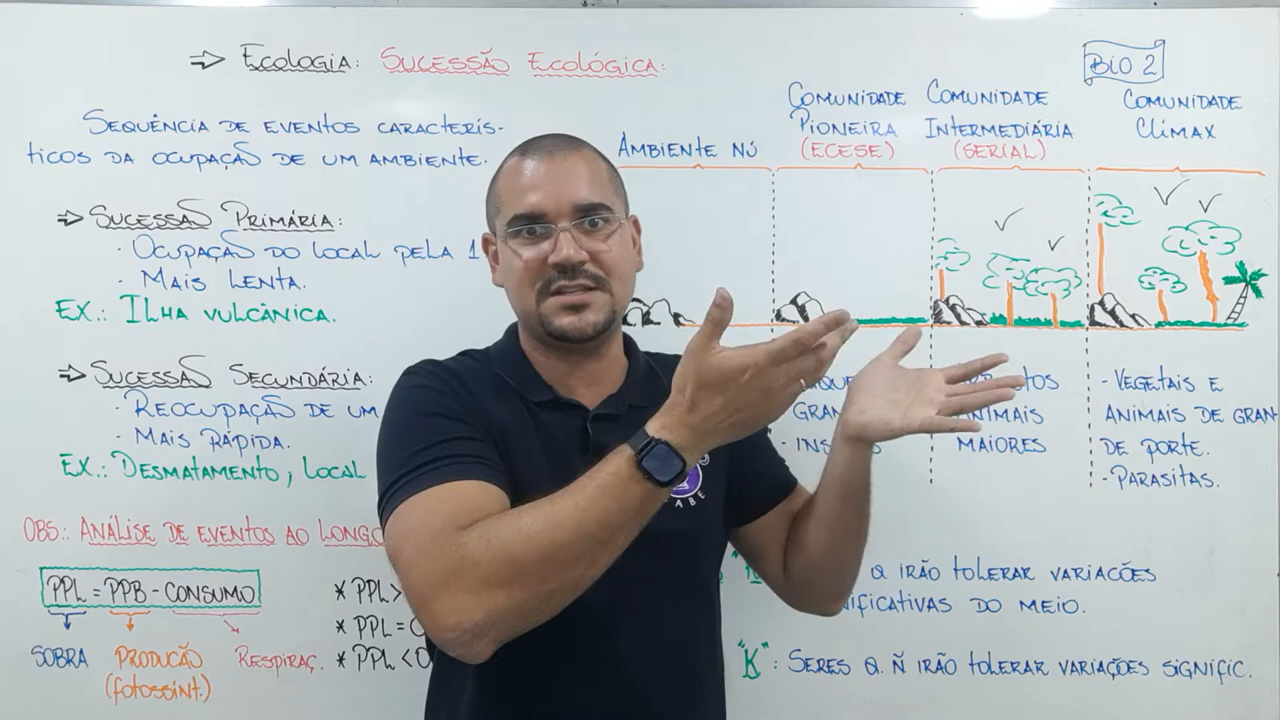 ⇒ Ecologia: Sucessão Ecológica:
BIO 2
Sequência de eventos caracterís-
ticos da ocupação de um ambiente.
Ambiente Nú
Comunidade
Pioneira
(ECESE)
Comunidade
Intermediária
(SERIAL)
Comunidade
Clímax
⇒ Sucessão Primária:
· Ocupação do local pela 1
· Mais lenta.
Ex.: Ilha vulcânica.
⇒ Sucessão Secundária:
· Reocupação de um
· Mais rápida.
Ex.: Desmatamento, local
maiores
- Vegetais e
animais de gran
de porte.
- Parasitas.
OBS.: Análise de eventos ao longo
PPL = PPB - Consumo
Sobra
Produção
(fotossínt.)
Respiraç.
* PPL >
* PPL = 0
* PPL < 0
q irão tolerar variações
do meio.
"K": Seres q. ñ irão tolerar variações signific.